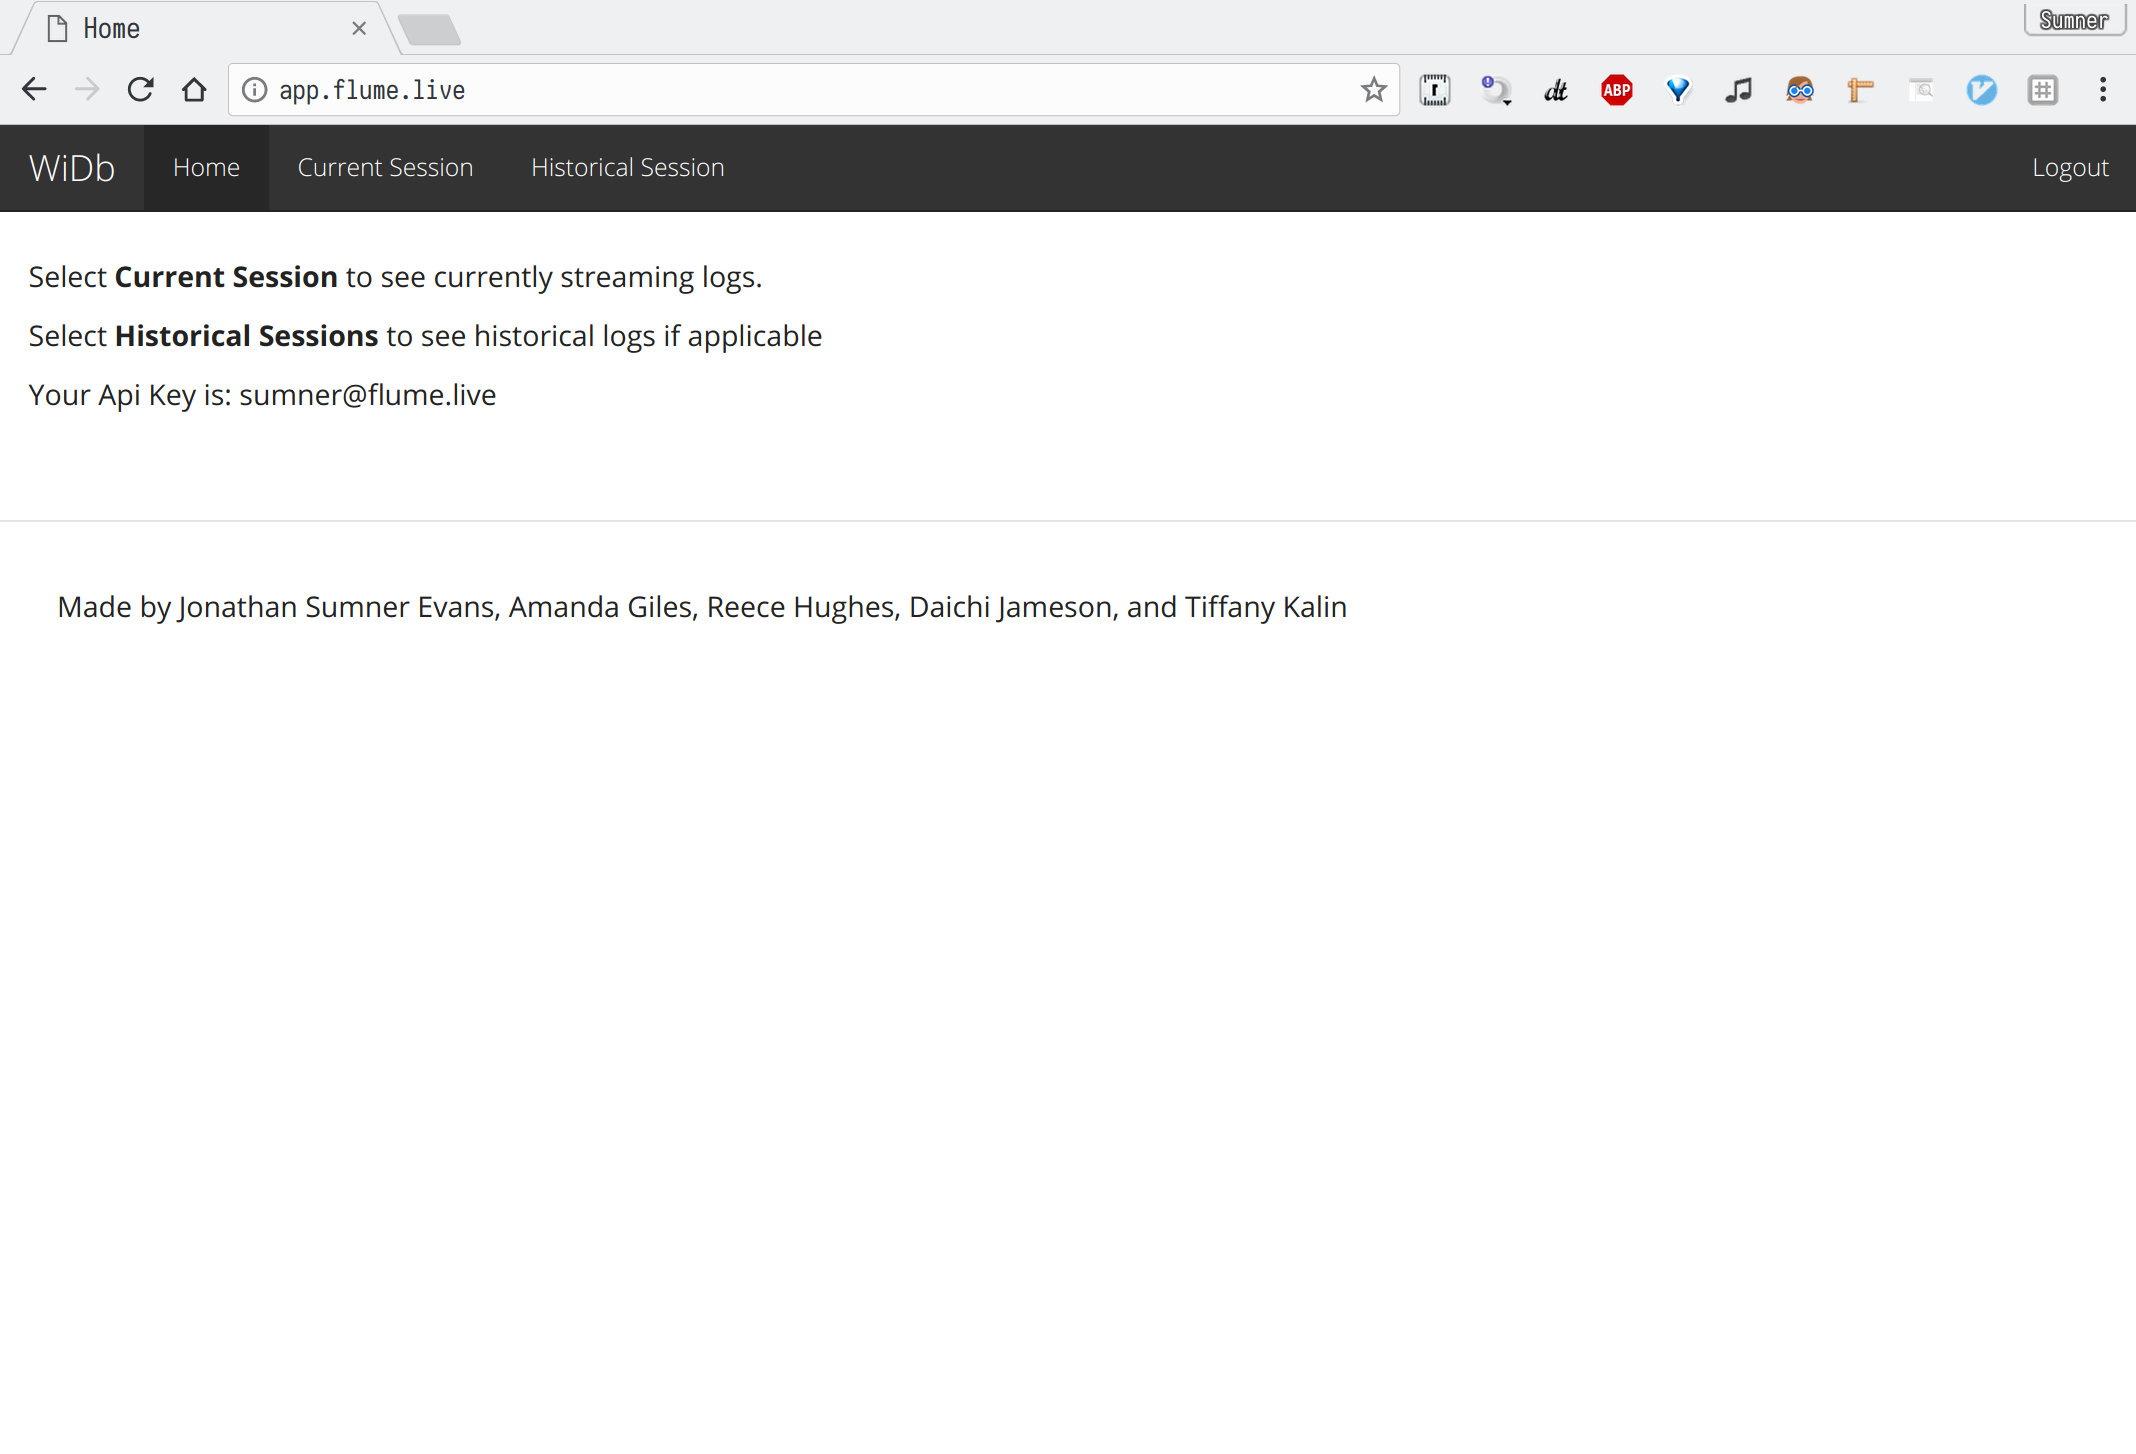 Home
Sumner
app.flume.live
r
dt
ABP
WiDb Home Current Session Historical Session Logout
Select Current Session to see currently streaming logs.
Select Historical Sessions to see historical logs if applicable
Your Api Key is: sumner@flume.live
Made by Jonathan Sumner Evans, Amanda Giles, Reece Hughes, Daichi Jameson, and Tiffany Kalin